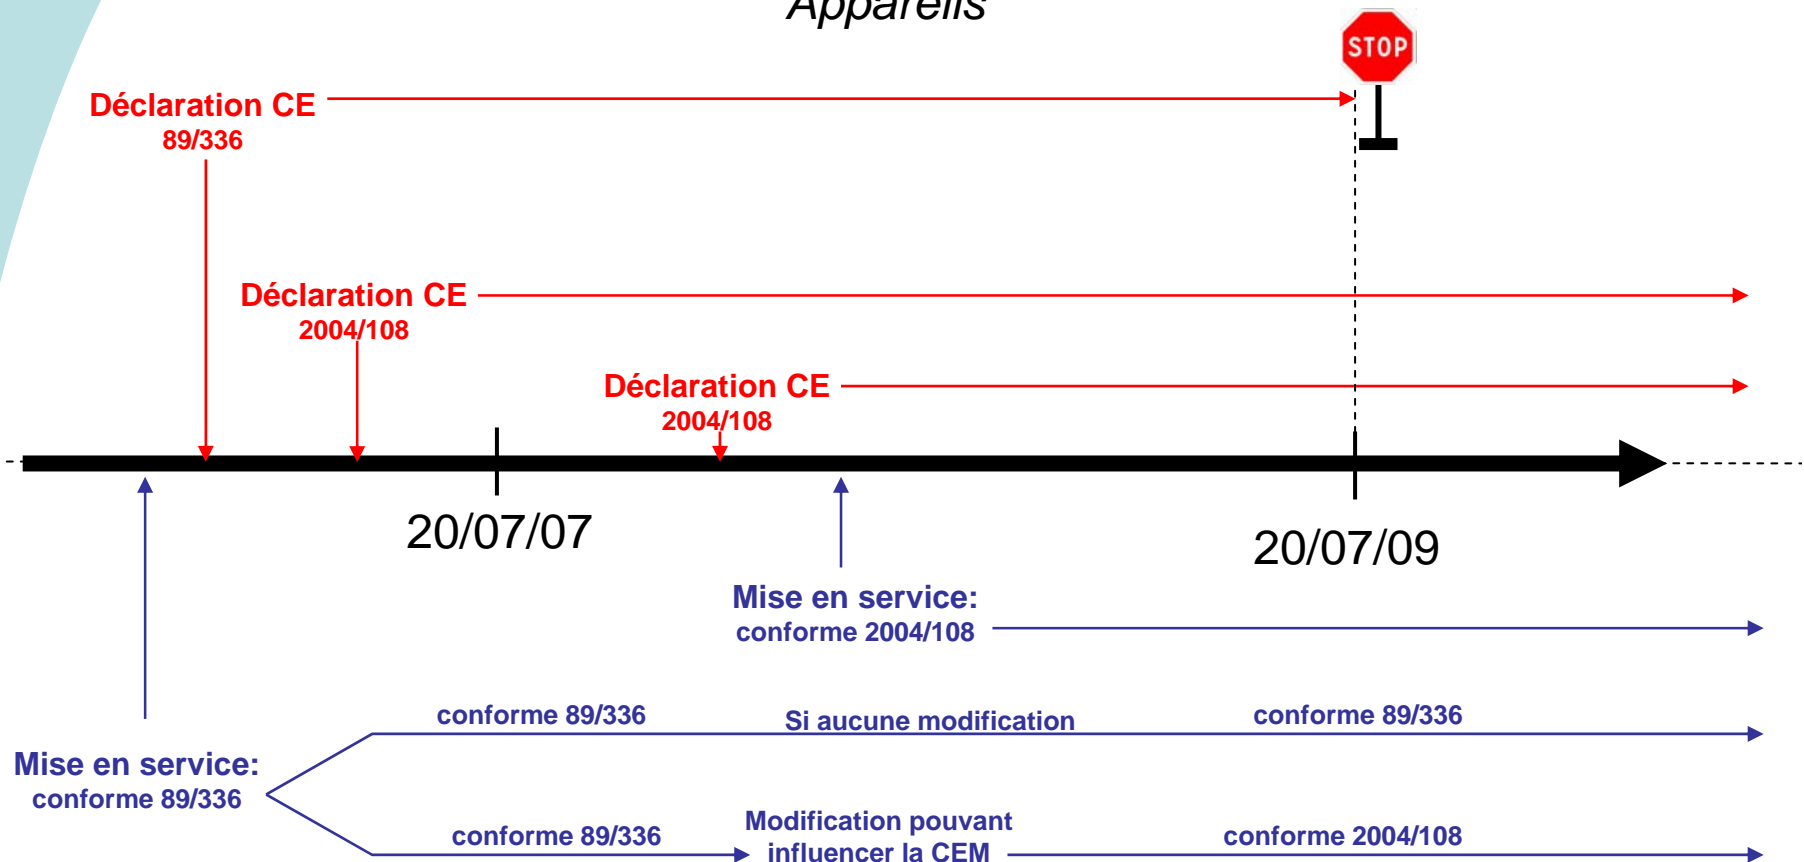 Appareils
STOP
Déclaration CE
89/336
Déclaration CE
2004/108
Déclaration CE
2004/108
20/07/07
20/07/09
Mise en service:
conforme 2004/108
conforme 89/336
Si aucune modification
conforme 89/336
Mise en service:
conforme 89/336
conforme 89/336
Modification pouvant
influencer la CEM
conforme 2004/108